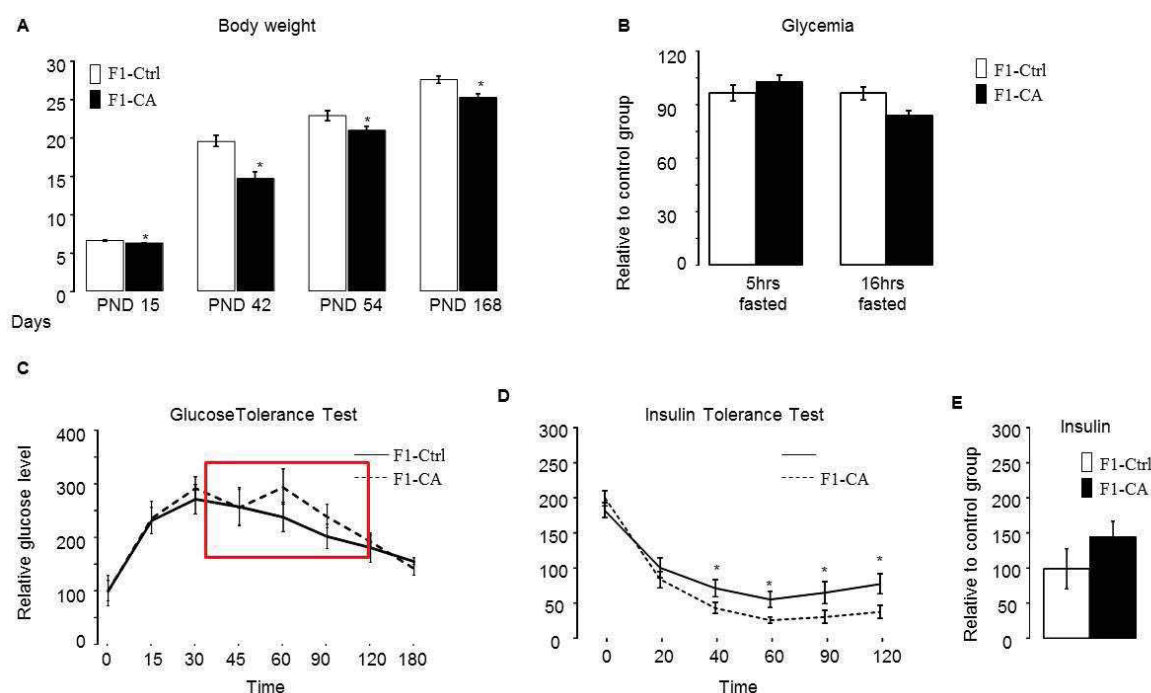 A
Body weight
30
25
20
15
10
5
0
F1-Ctrl
F1-CA
*
*
*
*
PND 15
PND 42
PND 54
PND 168
Days
B
Glycemia
Relative to control group
120
90
60
30
0
F1-Ctrl
F1-CA
5hrs
fasted
16hrs
fasted
C
GlucoseTolerance Test
Relative glucose level
400
300
200
100
0
F1-Ctrl
F1-CA
0 15 30 45 60 90 120 180
Time
D
Insulin Tolerance Test
300
250
200
150
100
50
0
F1-CA
* * * *
0 20 40 60 90 120
Time
E
Insulin
Relative to control group
300
250
200
150
100
50
0
F1-Ctrl
F1-CA